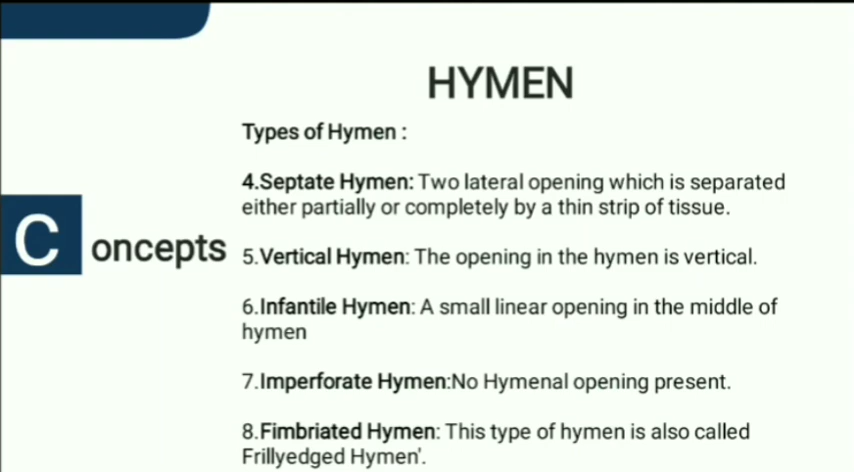 HYMEN
Types of Hymen :
4.Septate Hymen: Two lateral opening which is separated
either partially or completely by a thin strip of tissue.
Concepts
5.Vertical Hymen: The opening in the hymen is vertical.
6.Infantile Hymen: A small linear opening in the middle of
hymen
7.Imperforate Hymen:No Hymenal opening present.
8.Fimbriated Hymen: This type of hymen is also called
Frillyedged Hymen'.